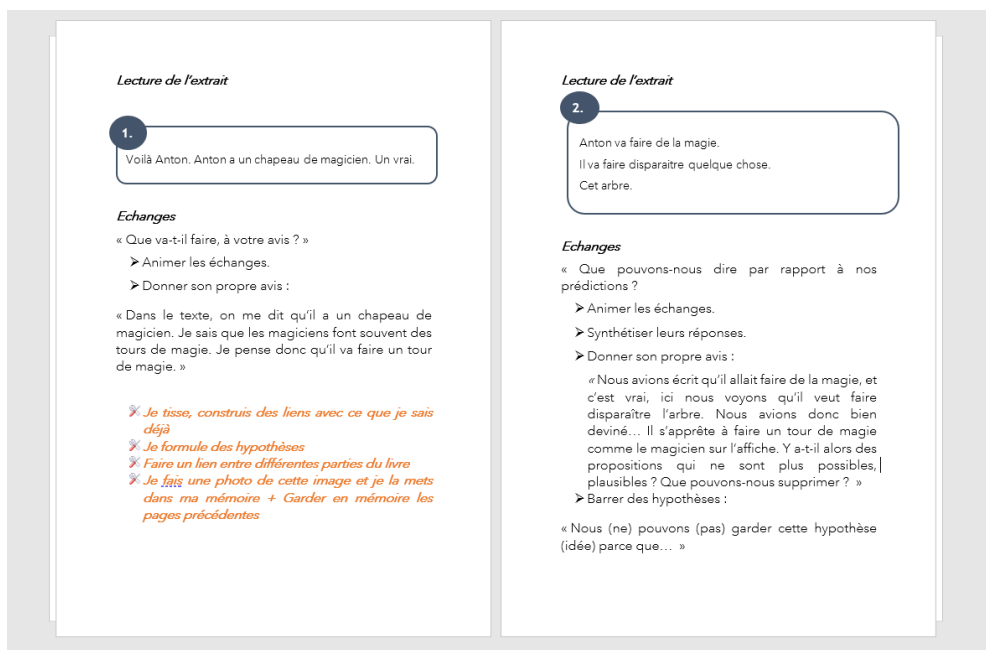 Lecture de l'extrait
1.
Voilà Anton. Anton a un chapeau de magicien. Un vrai.
Echanges
« Que va-t-il faire, à votre avis ? »
➤ Animer les échanges.
➤ Donner son propre avis :
« Dans le texte, on me dit qu'il a un chapeau de
magicien. Je sais que les magiciens font souvent des
tours de magie. Je pense donc qu'il va faire un tour
de magie. »
Je tisse, construis des liens avec ce que je sais
déjà
Je formule des hypothèses
Faire un lien entre différentes parties du livre
Je fais une photo de cette image et je la mets
dans ma mémoire + Garder en mémoire les
pages précédentes
Lecture de l'extrait
2.
Anton va faire de la magie.
Il va faire disparaitre quelque chose.
Cet arbre.
Echanges
« Que pouvons-nous dire par rapport à nos
prédictions ?
➤ Animer les échanges.
➤ Synthétiser leurs réponses.
➤ Donner son propre avis :
« Nous avions écrit qu'il allait faire de la magie, et
c'est vrai, ici nous voyons qu'il veut faire
disparaître l'arbre. Nous avions donc bien
deviné… Il s'apprête à faire un tour de magie
comme le magicien sur l'affiche. Y a-t-il alors des
propositions qui ne sont plus possibles,
plausibles ? Que pouvons-nous supprimer ? »
➤ Barrer des hypothèses :
« Nous (ne) pouvons (pas) garder cette hypothèse
(idée) parce que… »